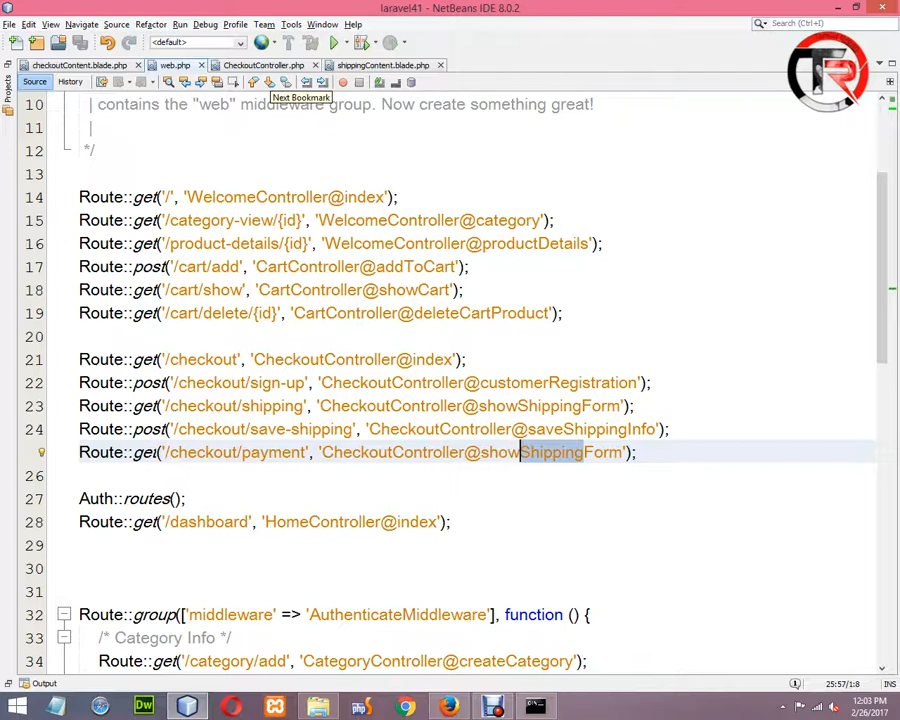 laravel41 - NetBeans IDE 8.0.2
File Edit View Navigate Source Refactor Run Debug Profile Team Tools Window Help
Search (Ctrl+I)
<default>
checkoutContent.blade.php web.php CheckoutController.php shippingContent.blade.php
Source History
Next Bookmark
Projects
TR
10 | contains the "web" middleware group. Now create something great!
11 |
12 */
13
14 Route::get('/', 'WelcomeController@index');
15 Route::get('/category-view/{id}', 'WelcomeController@category');
16 Route::get('/product-details/{id}', 'WelcomeController@productDetails');
17 Route::post('/cart/add', 'CartController@addToCart');
18 Route::get('/cart/show', 'CartController@showCart');
19 Route::get('/cart/delete/{id}', 'CartController@deleteCartProduct');
20
21 Route::get('/checkout', 'CheckoutController@index');
22 Route::post('/checkout/sign-up', 'CheckoutController@customerRegistration');
23 Route::get('/checkout/shipping', 'CheckoutController@showShippingForm');
24 Route::post('/checkout/save-shipping', 'CheckoutController@saveShippingInfo');
Route::get('/checkout/payment', 'CheckoutController@showShippingForm');
26
27 Auth::routes();
28 Route::get('/dashboard', 'HomeController@index');
29
30
31
32 Route::group(['middleware' => 'AuthenticateMiddleware'], function () {
33 /* Category Info */
34 Route::get('/category/add', 'CategoryController@createCategory');
Output
25:57/1:8 INS
Dw
12:03 PM
2/26/2017